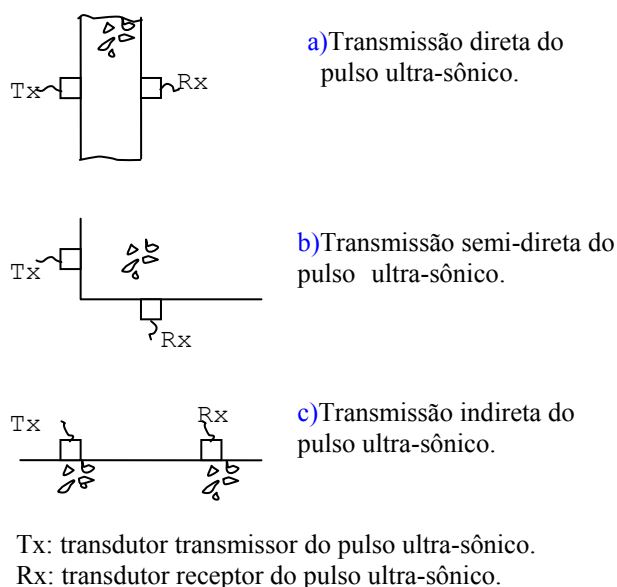 Tx
Rx
a)Transmissão direta do
pulso ultra-sônico.
Tx
Rx
b)Transmissão semi-direta do
pulso ultra-sônico.
Tx
Rx
c)Transmissão indireta do
pulso ultra-sônico.
Tx: transdutor transmissor do pulso ultra-sônico.
Rx: transdutor receptor do pulso ultra-sônico.